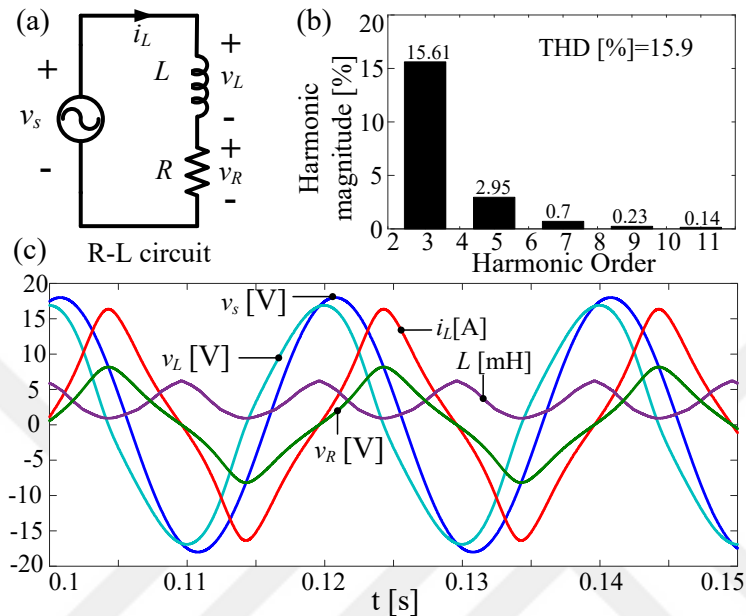 (a)
i_L
+
L
v_L
-
+
v_s
-
+
R
v_R
-
R-L circuit
(b)
Harmonic
magnitude [%]
20
15
10
5
0
15.61
2.95
0.7
0.23
0.14
THD [%]=15.9
2 3 4 5 6 7 8 9 10 11
Harmonic Order
(c)
20
15
10
5
0
-5
-10
-15
-20
v_s [V]
v_L [V]
i_L[A]
L [mH]
v_R [V]
0.1 0.11 0.12 0.13 0.14 0.15
t [s]